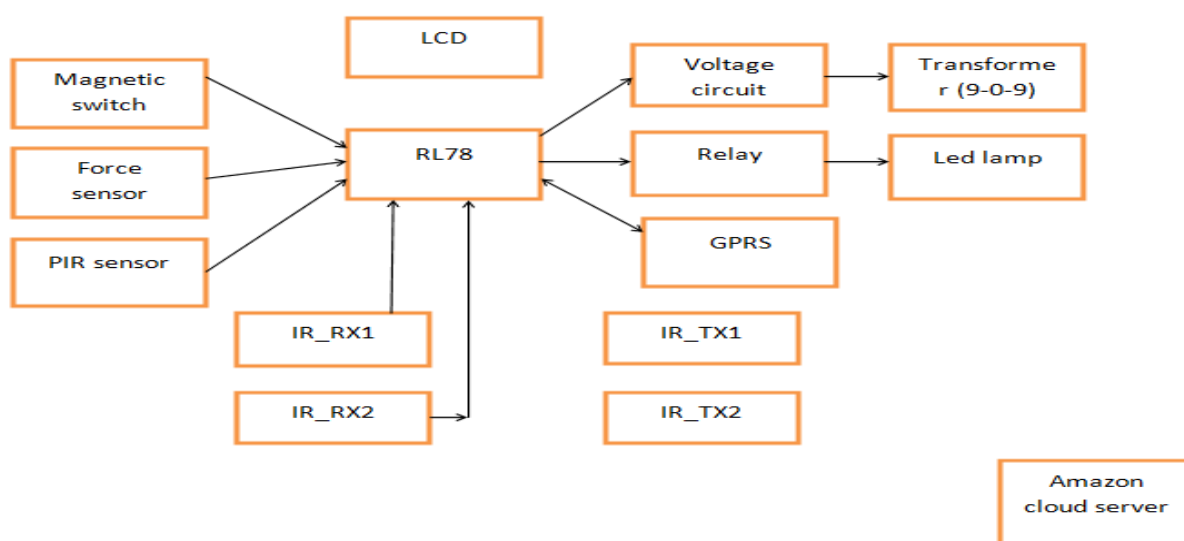 LCD
Magnetic
switch
Voltage
circuit
Transforme
r (9-0-9)
RL78
Relay
Led lamp
Force
sensor
PIR sensor
GPRS
IR_RX1
IR_TX1
IR_RX2
IR_TX2
Amazon
cloud server